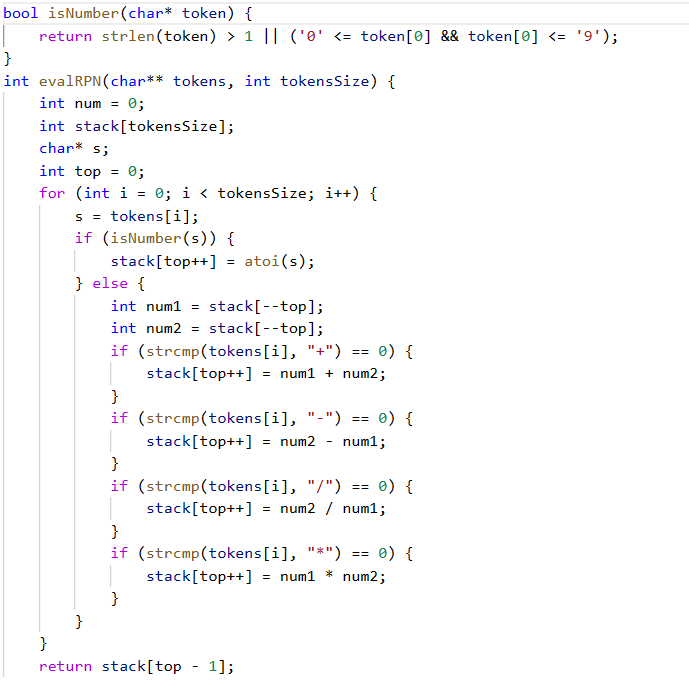 bool isNumber(char* token) {
    return strlen(token) > 1 || ('0' <= token[0] && token[0] <= '9');
}
int evalRPN(char** tokens, int tokensSize) {
    int num = 0;
    int stack[tokensSize];
    char* s;
    int top = 0;
    for (int i = 0; i < tokensSize; i++) {
        s = tokens[i];
        if (isNumber(s)) {
            stack[top++] = atoi(s);
        } else {
            int num1 = stack[--top];
            int num2 = stack[--top];
            if (strcmp(tokens[i], "+") == 0) {
                stack[top++] = num1 + num2;
            }
            if (strcmp(tokens[i], "-") == 0) {
                stack[top++] = num2 - num1;
            }
            if (strcmp(tokens[i], "/") == 0) {
                stack[top++] = num2 / num1;
            }
            if (strcmp(tokens[i], "*") == 0) {
                stack[top++] = num1 * num2;
            }
        }
    }
    return stack[top - 1];